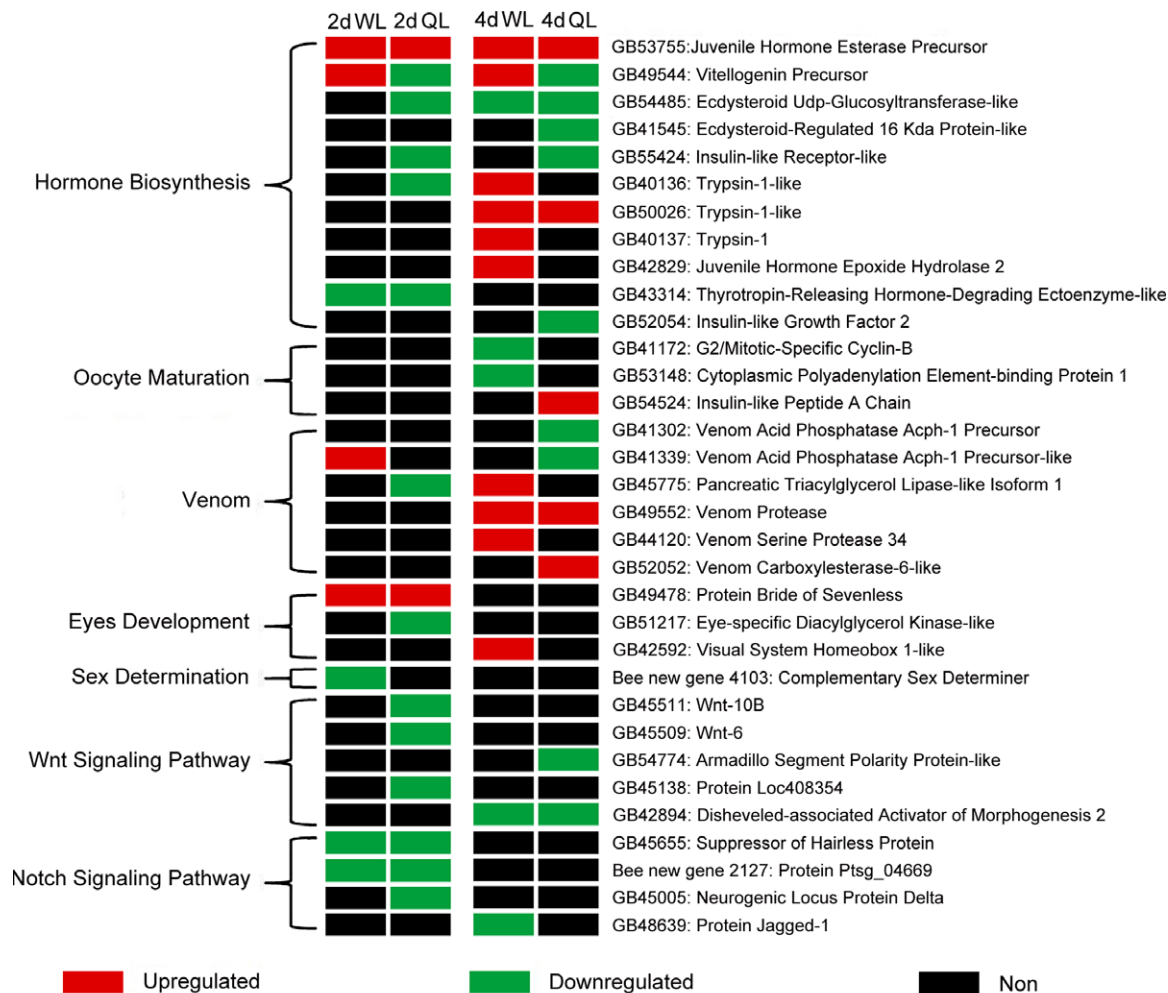 2d WL 2d QL 4d WL 4d QL
Hormone Biosynthesis
GB53755:Juvenile Hormone Esterase Precursor
GB49544: Vitellogenin Precursor
GB54485: Ecdysteroid Udp-Glucosyltransferase-like
GB41545: Ecdysteroid-Regulated 16 Kda Protein-like
GB55424: Insulin-like Receptor-like
GB40136: Trypsin-1-like
GB50026: Trypsin-1-like
GB40137: Trypsin-1
GB42829: Juvenile Hormone Epoxide Hydrolase 2
GB43314: Thyrotropin-Releasing Hormone-Degrading Ectoenzyme-like
GB52054: Insulin-like Growth Factor 2
Oocyte Maturation
GB41172: G2/Mitotic-Specific Cyclin-B
GB53148: Cytoplasmic Polyadenylation Element-binding Protein 1
GB54524: Insulin-like Peptide A Chain
Venom
GB41302: Venom Acid Phosphatase Acph-1 Precursor
GB41339: Venom Acid Phosphatase Acph-1 Precursor-like
GB45775: Pancreatic Triacylglycerol Lipase-like Isoform 1
GB49552: Venom Protease
GB44120: Venom Serine Protease 34
GB52052: Venom Carboxylesterase-6-like
Eyes Development
GB49478: Protein Bride of Sevenless
GB51217: Eye-specific Diacylglycerol Kinase-like
GB42592: Visual System Homeobox 1-like
Sex Determination
Bee new gene 4103: Complementary Sex Determiner
Wnt Signaling Pathway
GB45511: Wnt-10B
GB45509: Wnt-6
GB54774: Armadillo Segment Polarity Protein-like
GB45138: Protein Loc408354
GB42894: Disheveled-associated Activator of Morphogenesis 2
Notch Signaling Pathway
GB45655: Suppressor of Hairless Protein
Bee new gene 2127: Protein Ptsg_04669
GB45005: Neurogenic Locus Protein Delta
GB48639: Protein Jagged-1
Upregulated Downregulated Non